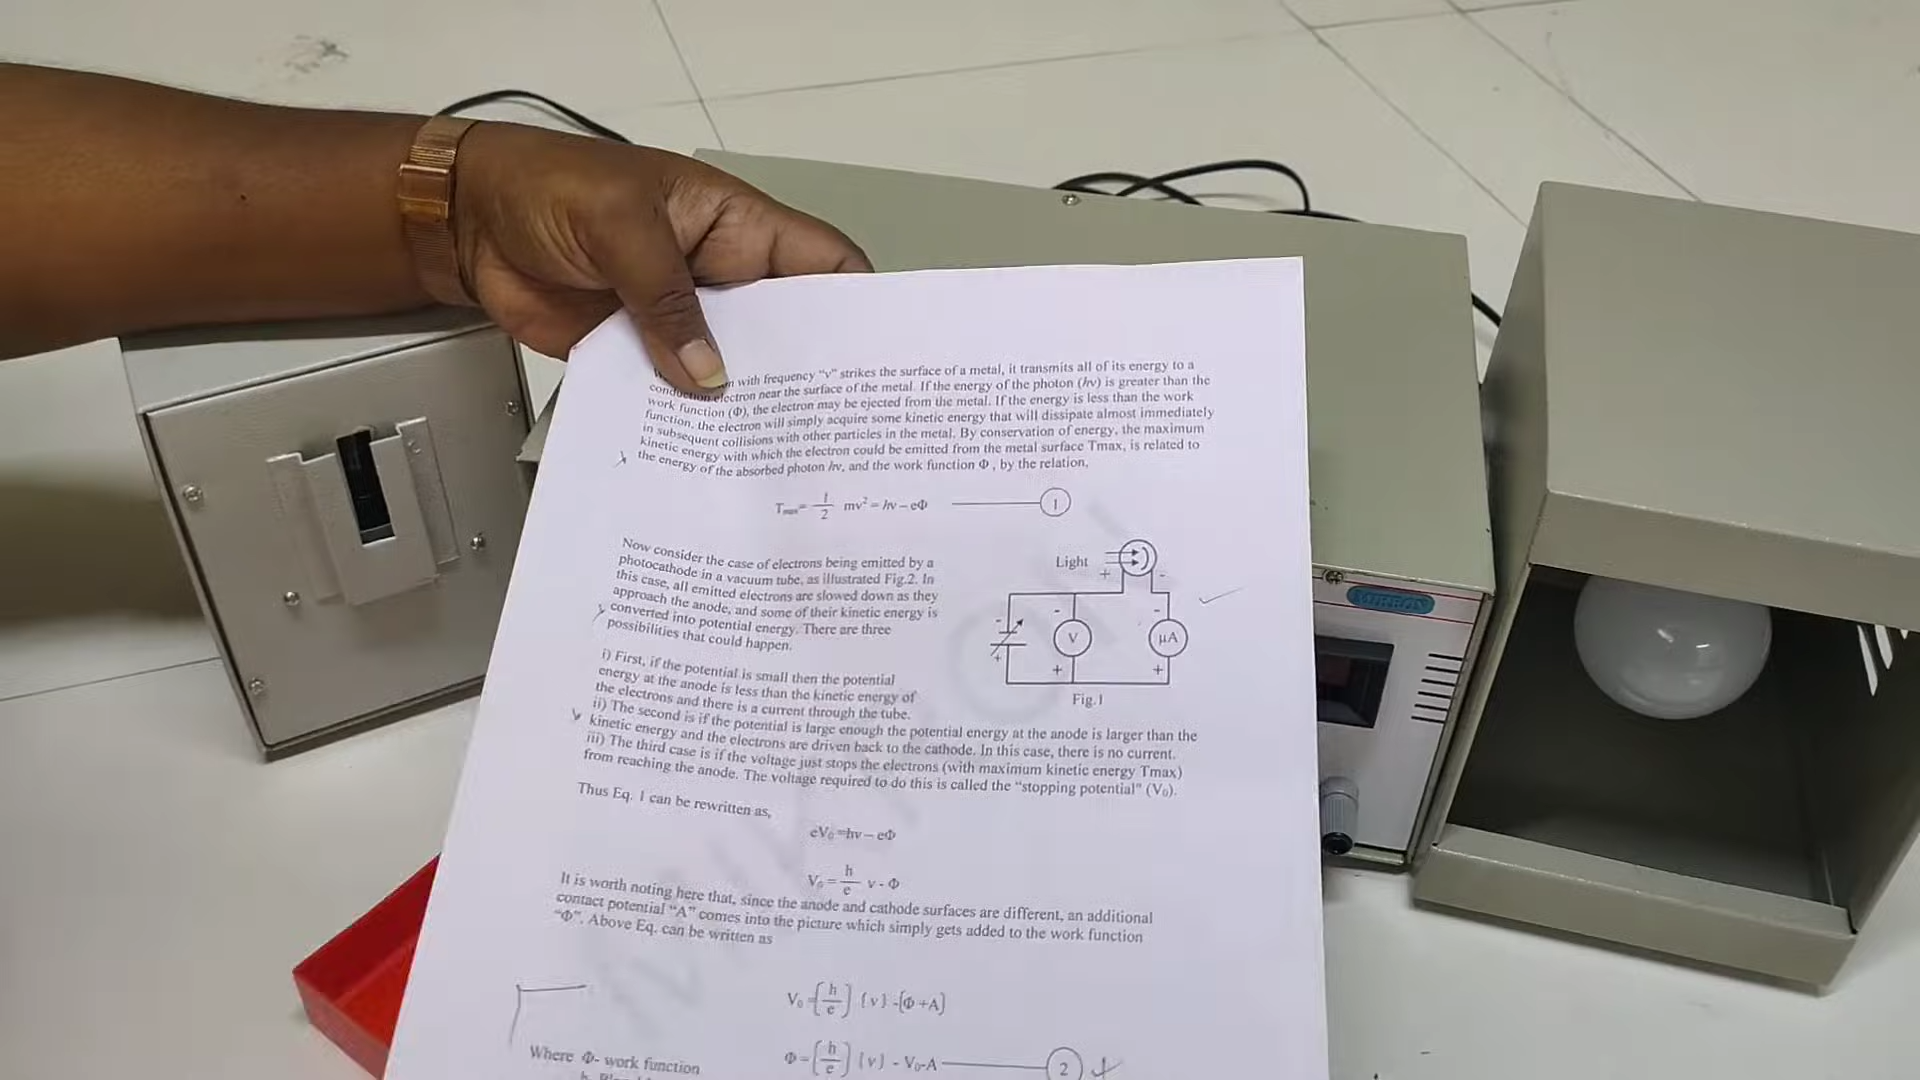 with frequency “v” strikes the surface of a metal, it transmits all of its energy to a
conduction electron near the surface of the metal. If the energy of the photon (hv) is greater than the
work function (Φ), the electron may be ejected from the metal. If the energy is less than the work
function, the electron will simply acquire some kinetic energy that will dissipate almost immediately
in subsequent collisions with other particles in the metal. By conservation of energy, the maximum
kinetic energy with which the electron could be emitted from the metal surface Tmax, is related to
the energy of the absorbed photon hv, and the work function Φ, by the relation,
Tmax= 1/2 mv² = hv – eΦ 1
Now consider the case of electrons being emitted by a
photocathode in a vacuum tube, as illustrated Fig.2. In
this case, all emitted electrons are slowed down as they
approach the anode, and some of their kinetic energy is
converted into potential energy. There are three
possibilities that could happen.
Light
+ -
- - -
V
µA
+ + +
Fig.1
i) First, if the potential is small then the potential
energy at the anode is less than the kinetic energy of
the electrons and there is a current through the tube.
ii) The second is if the potential is large enough the potential energy at the anode is larger than the
kinetic energy and the electrons are driven back to the cathode. In this case, there is no current.
iii) The third case is if the voltage just stops the electrons (with maximum kinetic energy Tmax)
from reaching the anode. The voltage required to do this is called the “stopping potential” (V₀).
Thus Eq. 1 can be rewritten as,
eV₀ =hv – eΦ
V₀ = h/e v - Φ
It is worth noting here that, since the anode and cathode surfaces are different, an additional
contact potential “A” comes into the picture which simply gets added to the work function
“Φ”. Above Eq. can be written as
V₀ = (h/e) {v} -[Φ +A]
Φ = (h/e) {v} - V₀-A 2
Where Φ- work function